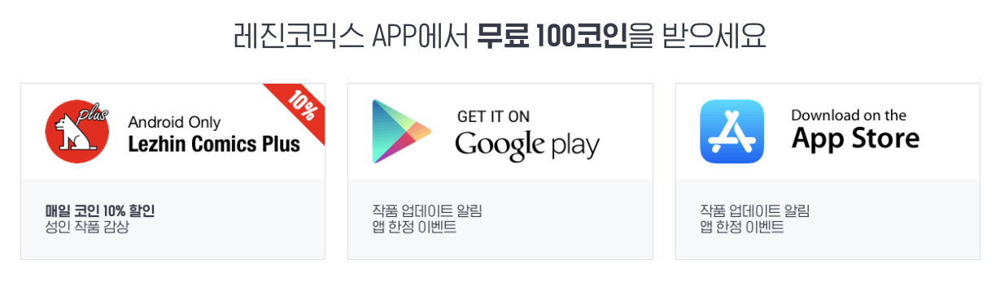 레진코믹스 APP에서 무료 100코인을 받으세요
plus
10%
Android Only
Lezhin Comics Plus
매일 코인 10% 할인
성인 작품 감상
GET IT ON
Google play
작품 업데이트 알림
앱 한정 이벤트
Download on the
App Store
작품 업데이트 알림
앱 한정 이벤트